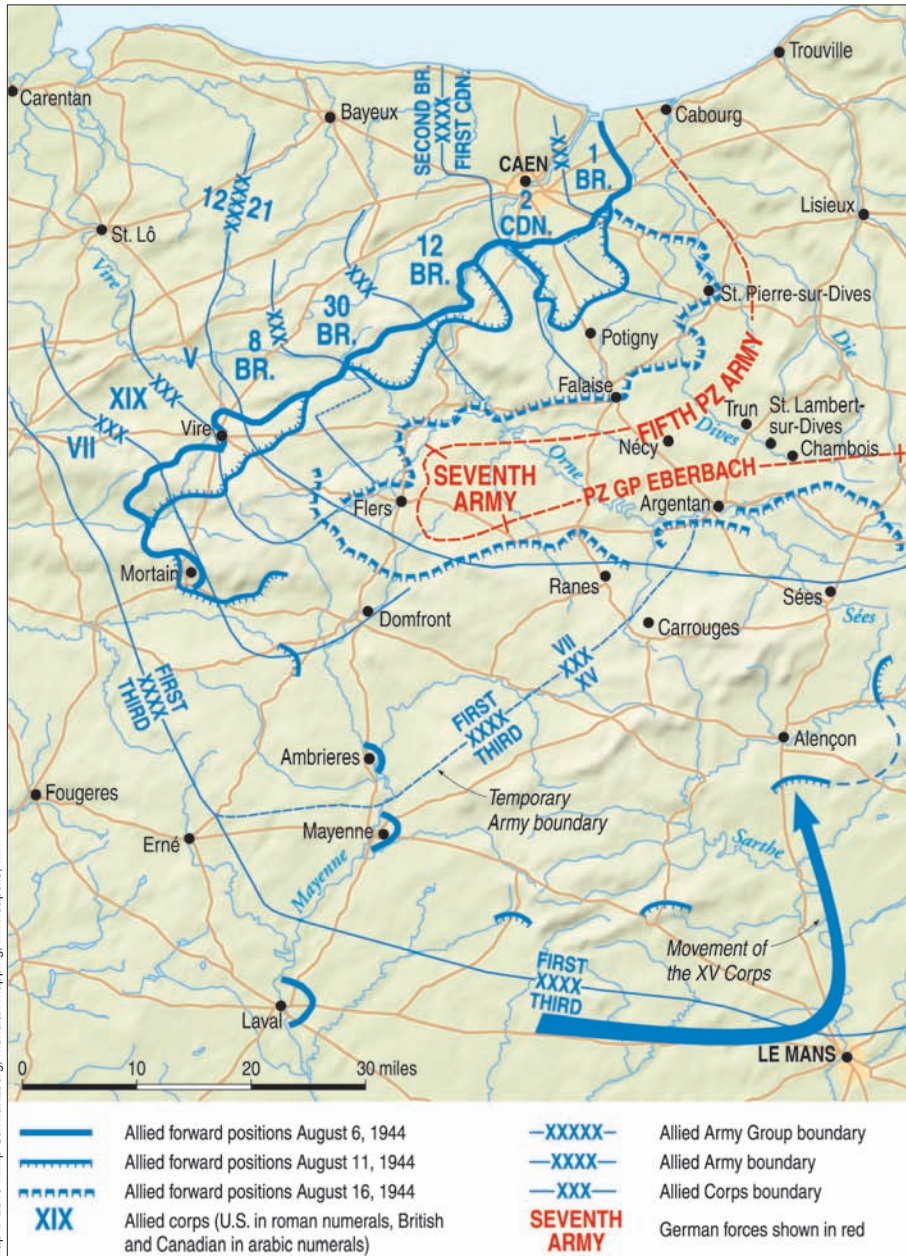 Trouville
Carentan
Bayeux
Cabourg
SECOND BR.
XXXX
FIRST CDN.
CAEN
XXX
1
BR.
2
CDN.
12 XXXXX 21
St. Lô
Lisieux
Vire
12
BR.
XXX
30
BR.
XXX
8
BR.
V
XXX
XIX
XXX
VII
St. Pierre-sur-Dives
Potigny
Die
Falaise
FIFTH PZ ARMY
Trun
St. Lambert-
sur-Dives
Dives
Chambois
Nécy
Vire
Orne
SEVENTH
ARMY
PZ GP EBERBACH
Flers
Argentan
Mortain
Ranes
Sées
Sées
Domfront
Carrouges
FIRST
XXXX
THIRD
VII
XXX
XV
FIRST
XXXX
THIRD
Alençon
Ambrieres
Fougeres
Temporary
Army boundary
Erné
Mayenne
Sarthe
Mayenne
Movement of
the XV Corps
FIRST
XXXX
THIRD
Laval
LE MANS
0 10 20 30 miles
Allied forward positions August 6, 1944
Allied forward positions August 11, 1944
Allied forward positions August 16, 1944
XIX Allied corps (U.S. in roman numerals, British
and Canadian in arabic numerals)
XXXXX Allied Army Group boundary
XXXX Allied Army boundary
XXX Allied Corps boundary
SEVENTH
ARMY
German forces shown in red